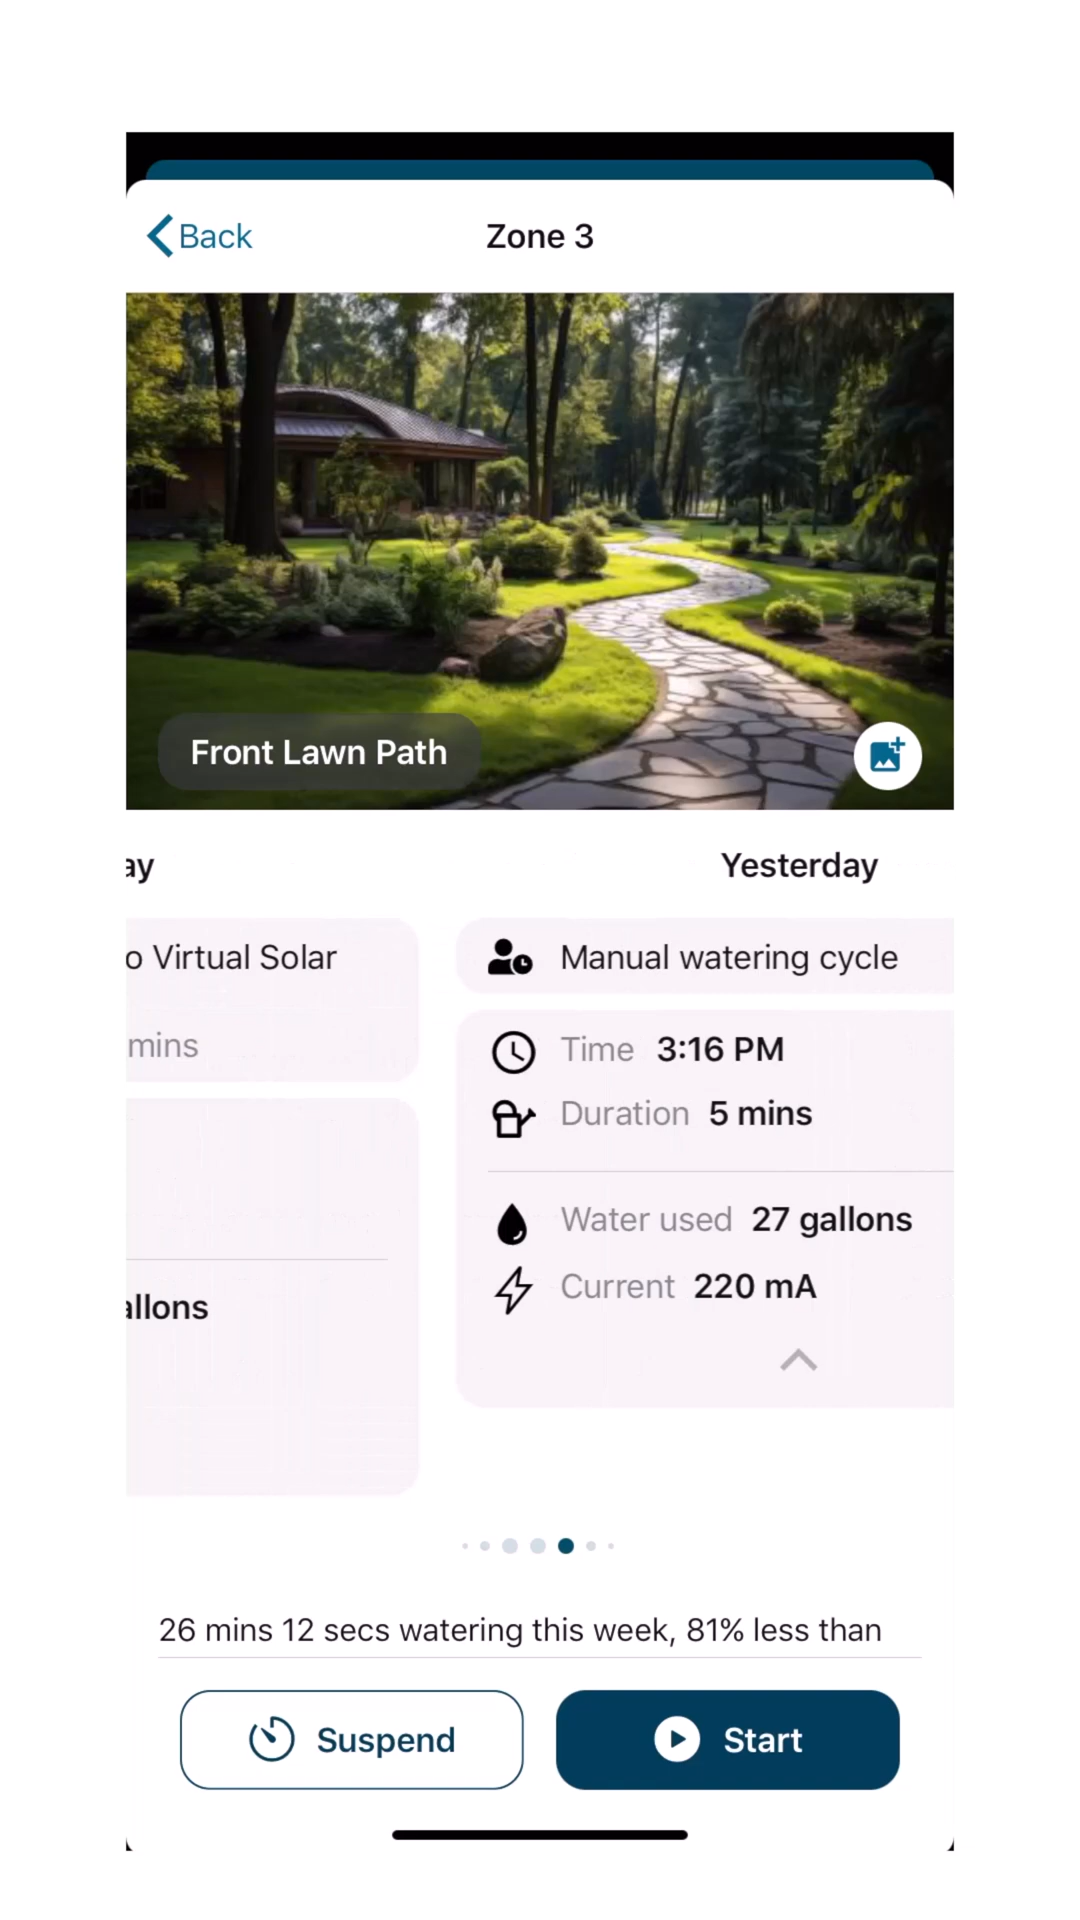 Back
Zone 3
Front Lawn Path
ay
Yesterday
o Virtual Solar
mins
allons
Manual watering cycle
Time 3:16 PM
Duration 5 mins
Water used 27 gallons
Current 220 mA
26 mins 12 secs watering this week, 81% less than
Suspend
Start